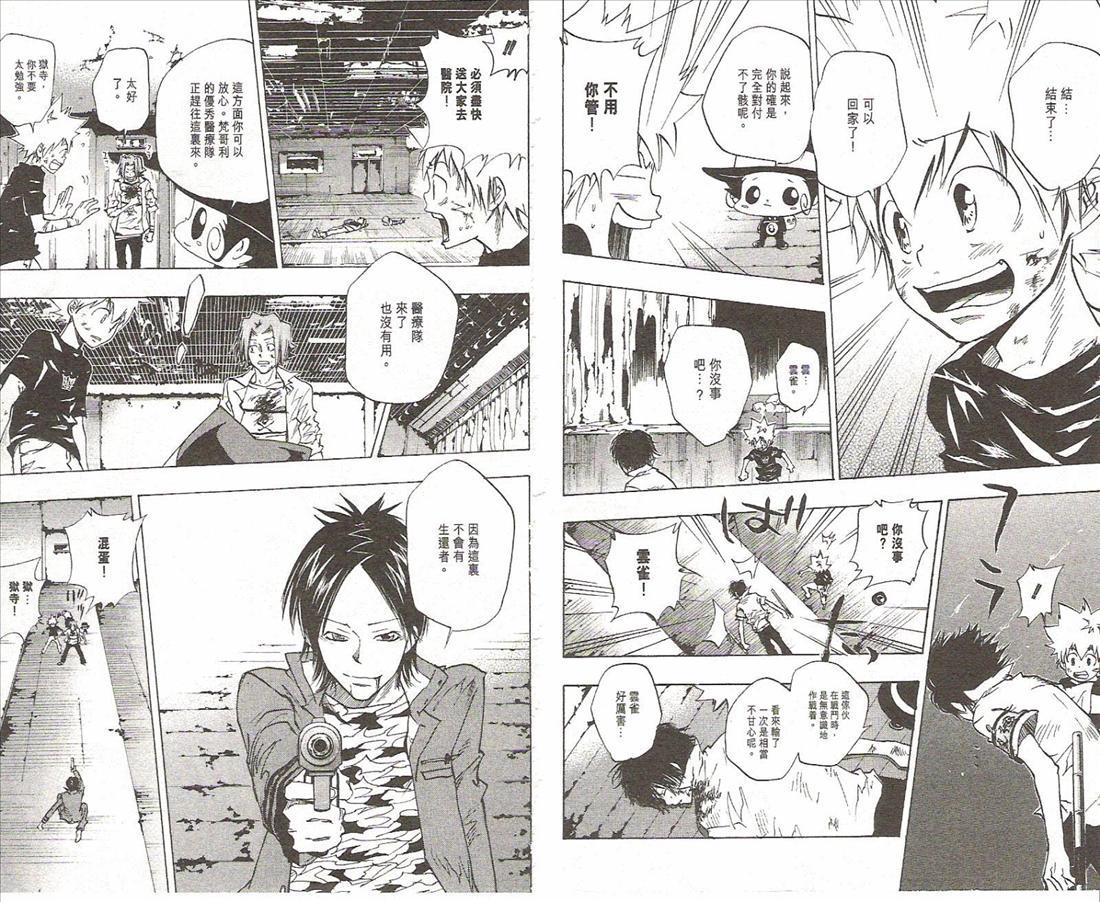 結…
結束了…
可以
回家了！
說起來，
你的確是
完全對付
不了骸呢。
不用
你管！
雲…
雲雀。
你沒事
吧…？
！
你沒事
吧？
雲雀！
這傢伙
在戰鬥時，
是無意識地
作戰着。
看來輸了
一次是相當
不甘心呢。
雲雀
好厲害…
!!
必須盡快
送大家去
醫院！
這方面你可以
放心。梵哥利
的優秀醫療隊
正趕往這裏來。
太好
了。
獄寺，
你不要
太勉強。
醫療隊
來了
也沒有用。
因為這裏
不會有
生還者。
混蛋！
獄…
獄寺！